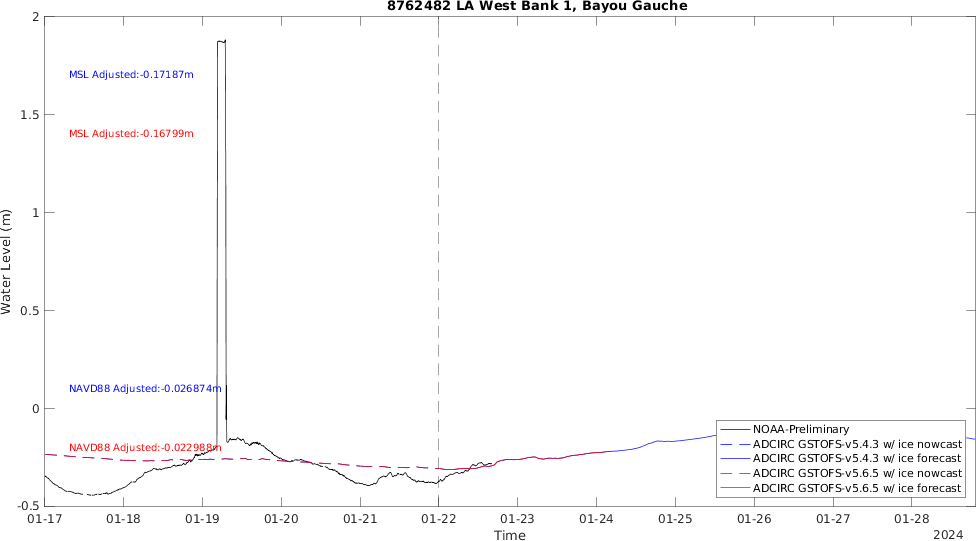 8762482 LA West Bank 1, Bayou Gauche
2
1.5
1
0.5
0
-0.5
Water Level (m)
MSL Adjusted:-0.17187m
MSL Adjusted:-0.16799m
NAVD88 Adjusted:-0.026874m
NAVD88 Adjusted:-0.022988m
NOAA-Preliminary
ADCIRC GSTOFS-v5.4.3 w/ ice nowcast
ADCIRC GSTOFS-v5.4.3 w/ ice forecast
ADCIRC GSTOFS-v5.6.5 w/ ice nowcast
ADCIRC GSTOFS-v5.6.5 w/ ice forecast
01-17 01-18 01-19 01-20 01-21 01-22 01-23 01-24 01-25 01-26 01-27 01-28
Time
2024